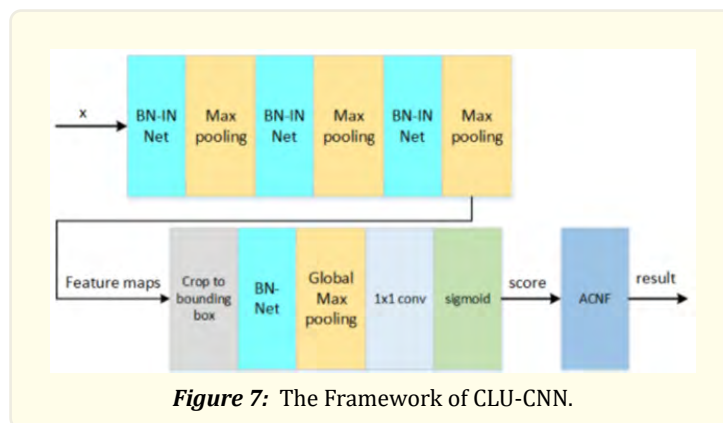 x
BN-IN
Net
Max
pooling
BN-IN
Net
Max
pooling
BN-IN
Net
Max
pooling
Feature maps
Crop to
bounding
box
BN-
Net
Global
Max
pooling
1x1 conv
sigmoid
score
ACNF
result
Figure 7: The Framework of CLU-CNN.